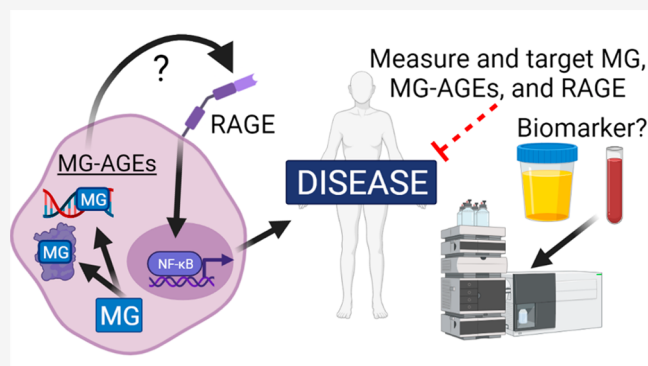 ?
RAGE
MG-AGEs
MG
MG
MG
NF-κB
DISEASE
Measure and target MG,
MG-AGEs, and RAGE
Biomarker?